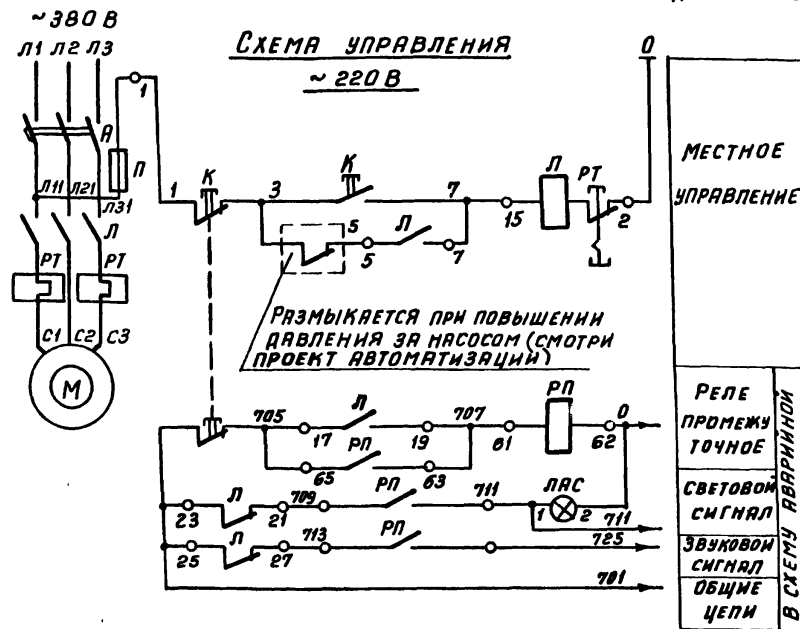 ~380 В
Л1 Л2 Л3
СХЕМА УПРАВЛЕНИЯ
~220 В
0
1
А
П
Л11 Л21
Л31
Л
РТ РТ
С1 С2 С3
М
1
К
3
К
7
15
Л
РТ
2
5
5
Л
7
МЕСТНОЕ
УПРАВЛЕНИЕ
РАЗМЫКАЕТСЯ ПРИ ПОВЫШЕНИИ
ДАВЛЕНИЯ ЗА НАСОСОМ (СМОТРИ
ПРОЕКТ АВТОМАТИЗАЦИИ)
705
17
Л
19
707
61
РП
62
0
65
РП
63
РЕЛЕ
ПРОМЕЖУ
ТОЧНОЕ
23
Л
21
709
РП
711
1
ЛАС
2
711
СВЕТОВОЙ
СИГНАЛ
25
Л
27
713
РП
725
ЗВУКОВОЙ
СИГНАЛ
701
ОБЩИЕ
ЦЕПИ
В СХЕМУ АВАРИЙНОЙ